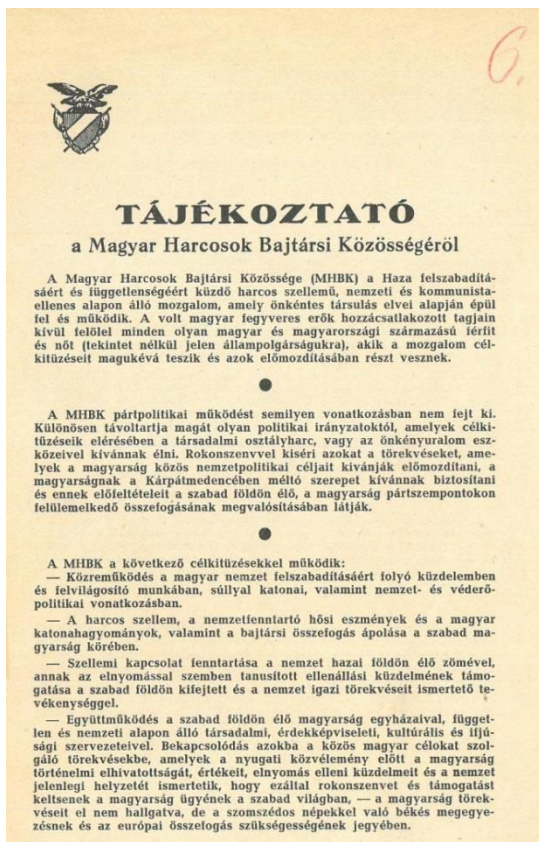 6.
TÁJÉKOZTATÓ
a Magyar Harcosok Bajtársi Közösségéröl
A Magyar Harcosok Bajtársi Közössége (MHBK) a Haza felszabadítá-
sáért és függetlenségéért küzdő harcos szellemű, nemzeti és kommunista-
ellenes alapon álló mozgalom, amely önkéntes társulás elvei alapján épül
fel és működik. A volt magyar fegyveres erők hozzácsatlakozott tagjain
kívül felölel minden olyan magyar és magyarországi származású férfit
és nőt (tekintet nélkül jelen állampolgárságukra), akik a mozgalom cél-
kitüzéseit magukévá teszik és azok előmozdításában részt vesznek.
A MHBK pártpolitikai működést semilyen vonatkozásban nem fejt ki.
Különösen távoltartja magát olyan politikai irányzatoktól, amelyek célki-
tüzéseik elérésében a társadalmi osztályharc, vagy az önkényuralom esz-
közeivel kívánnak élni. Rokonszenvvel kiséri azokat a törekvéseket, ame-
lyek a magyarság közös nemzetpolitikai céljait kivánják előmozdítani, a
magyarságnak a Kárpátmedencében méltó szerepet kívánnak biztosítani
és ennek előfeltételeit a szabad földön élő, a magyarság pártszempontokon
felülemelkedő összefogásának megvalósításában látják.
A MHBK a következő célkitüzésekkel működik:
— Közreműködés a magyar nemzet felszabadításáért folyó küzdelemben
és felvilágosító munkában, súllyal katonai, valamint nemzet- és véderő-
politikai vonatkozásban.
— A harcos szellem, a nemzetfenntartó hősi eszmények és a magyar
katonahagyományok, valamint a bajtársi összefogás ápolása a szabad ma-
gyarság körében.
— Szellemi kapcsolat fenntartása a nemzet hazai földön élő zömével,
annak az elnyomással szemben tanusított ellenállási küzdelmének támo-
gatása a szabad földön kifejtett és a nemzet igazi törekvéseit ismertető te-
vékenységgel.
— Együttműködés a szabad földön élő magyarság egyházaival, függet-
len és nemzeti alapon álló társadalmi, érdekképviseleti, kultúrális és ifjú-
sági szervezeteivel. Bekapcsolódás azokba a közös magyar célokat szol-
gáló törekvésekbe, amelyek a nyugati közvélemény előtt a magyarság
történelmi elhivatottságát, értékeit, elnyomás elleni küzdelmeit és a nemzet
jelenlegi helyzetét ismertetik, hogy ezáltal rokonszenvet és támogatást
keltsenek a magyarság ügyének a szabad világban, — a magyarság törek-
véseit el nem hallgatva, de a szomszédos népekkel való békés megegye-
zésnek és az európai összefogás szükségességének jegyében.